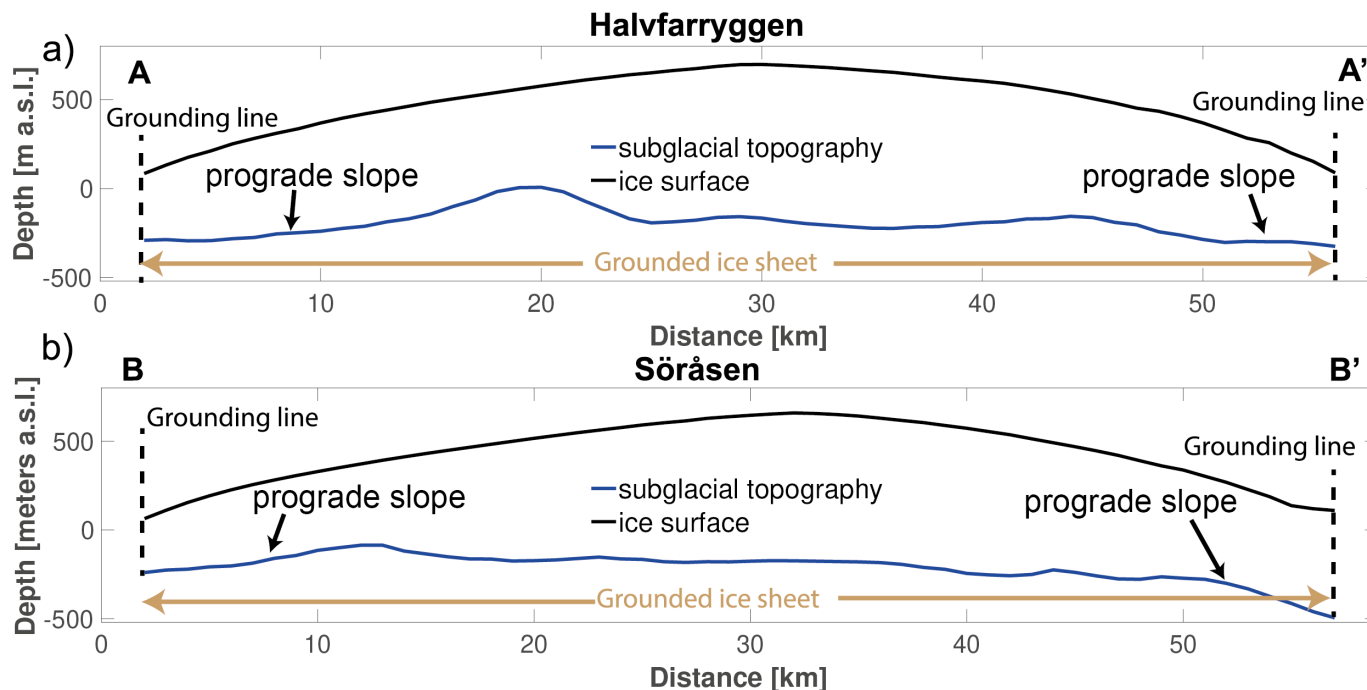 Halvfarryggen
a)
A
A'
Grounding line
Grounding line
prograde slope
prograde slope
subglacial topography
ice surface
Grounded ice sheet
Depth [m a.s.l.]
500
0
-500
0
10
20
30
40
50
Distance [km]
b)
Söråsen
B
B'
Grounding line
Grounding line
prograde slope
prograde slope
subglacial topography
ice surface
Grounded ice sheet
Depth [meters a.s.l.]
500
0
-500
0
10
20
30
40
50
Distance [km]